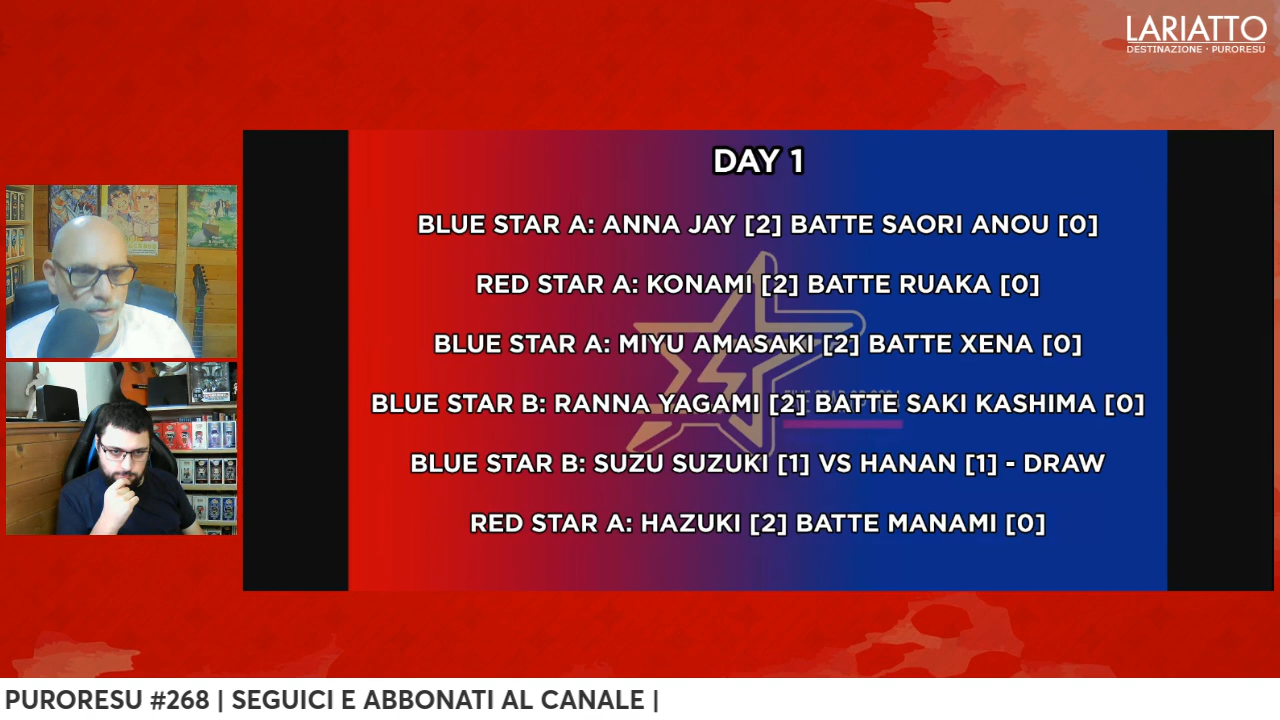 LARIATTO
DESTINAZIONE • PURORESU
DAY 1
BLUE STAR A: ANNA JAY [2] BATTE SAORI ANOU [0]
RED STAR A: KONAMI [2] BATTE RUAKA [0]
BLUE STAR A: MIYU AMASAKI [2] BATTE XENA [0]
BLUE STAR B: RANNA YAGAMI [2] BATTE SAKI KASHIMA [0]
BLUE STAR B: SUZU SUZUKI [1] VS HANAN [1] - DRAW
RED STAR A: HAZUKI [2] BATTE MANAMI [0]
PURORESU #268 | SEGUICI E ABBONATI AL CANALE |